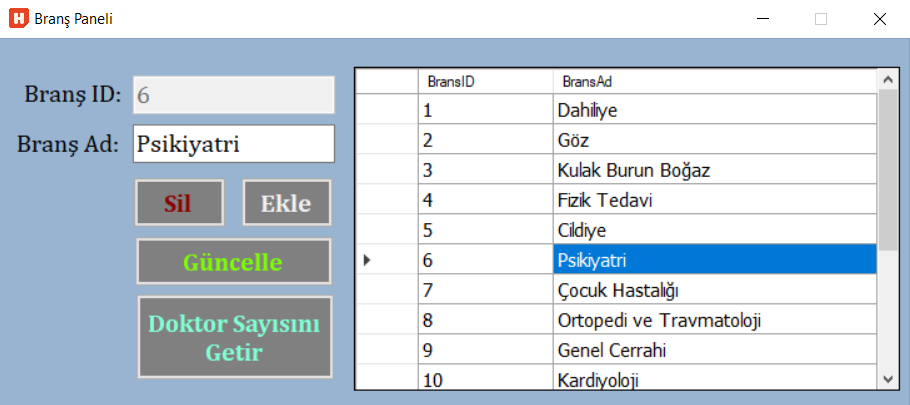 H Branş Paneli
Branş ID: 6
Branş Ad: Psikiyatri
Sil Ekle
Güncelle
Doktor Sayısını
Getir
BransID BransAd
1 Dahiliye
2 Göz
3 Kulak Burun Boğaz
4 Fizik Tedavi
5 Cildiye
6 Psikiyatri
7 Çocuk Hastalığı
8 Ortopedi ve Travmatoloji
9 Genel Cerrahi
10 Kardiyoloji